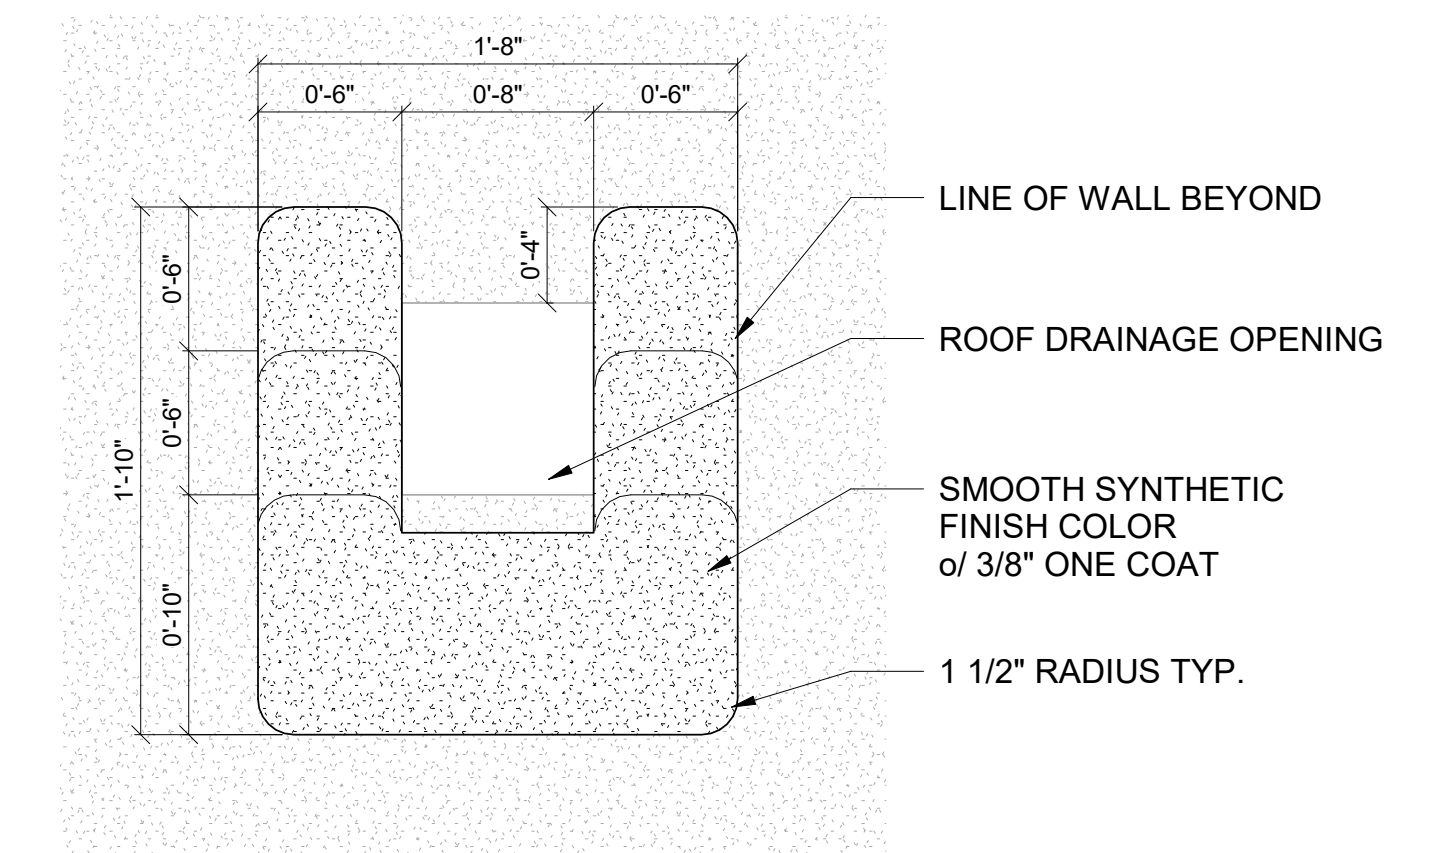 1'-8"
0'-6"
0'-8"
0'-6"
LINE OF WALL BEYOND
0'-4"
0'-6"
ROOF DRAINAGE OPENING
0'-6"
1'-10"
SMOOTH SYNTHETIC
FINISH COLOR
o/ 3/8" ONE COAT
0'-10"
1 1/2" RADIUS TYP.